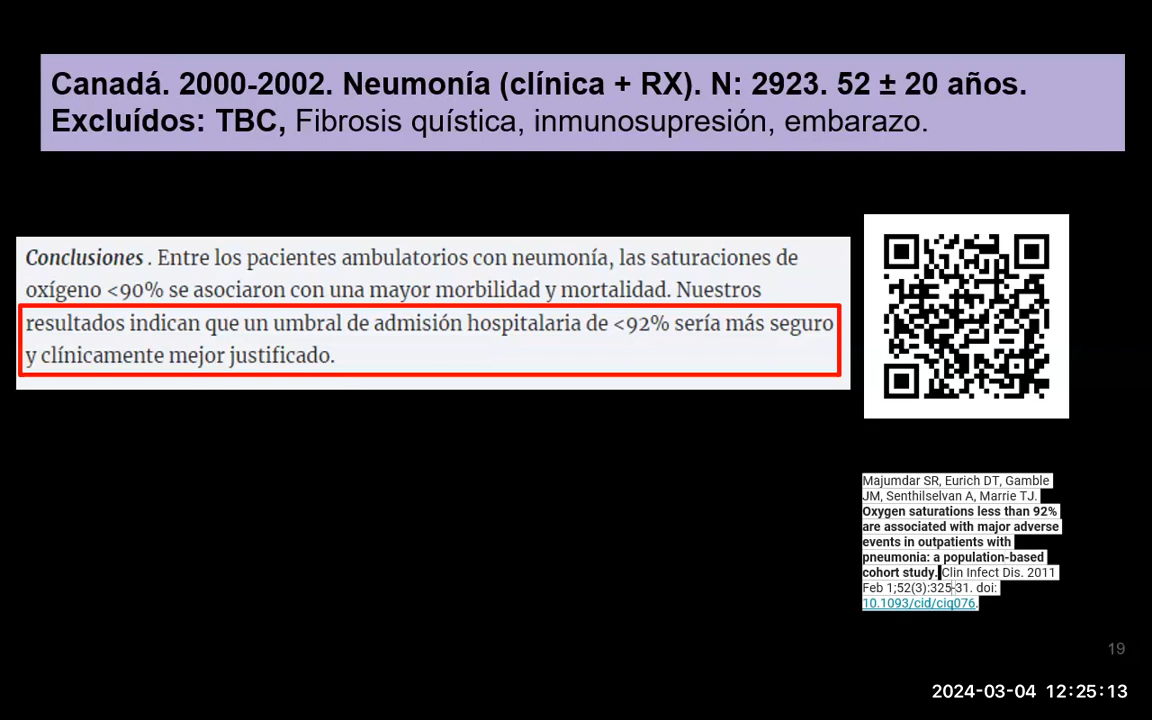 Canadá. 2000-2002. Neumonía (clínica + RX). N: 2923. 52 ± 20 años.
Excluídos: TBC, Fibrosis quística, inmunosupresión, embarazo.
Conclusiones . Entre los pacientes ambulatorios con neumonía, las saturaciones de
oxígeno <90% se asociaron con una mayor morbilidad y mortalidad. Nuestros
resultados indican que un umbral de admisión hospitalaria de <92% sería más seguro
y clínicamente mejor justificado.
Majumdar SR, Eurich DT, Gamble
JM, Senthilselvan A, Marrie TJ.
Oxygen saturations less than 92%
are associated with major adverse
events in outpatients with
pneumonia: a population-based
cohort study. Clin Infect Dis. 2011
Feb 1;52(3):325-31. doi:
10.1093/cid/ciq076.
19
2024-03-04 12:25:13